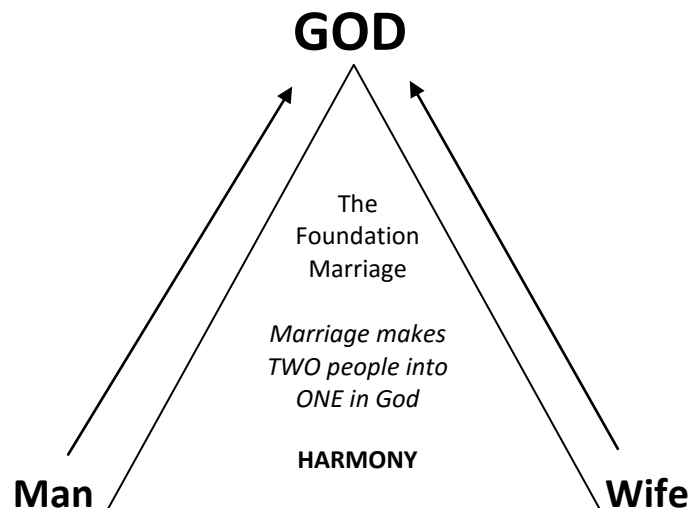 GOD
The
Foundation
Marriage
Marriage makes
TWO people into
ONE in God
HARMONY
Man
Wife